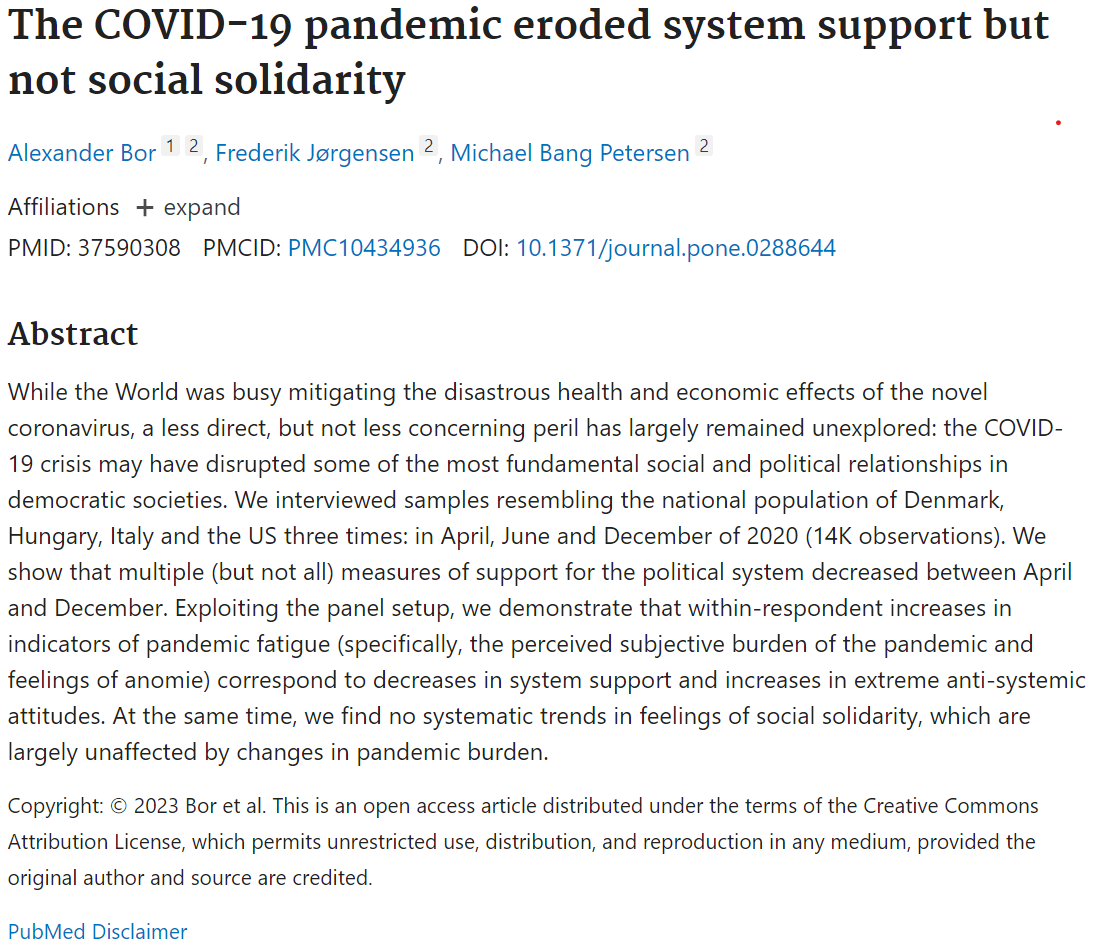 The COVID-19 pandemic eroded system support but
not social solidarity
Alexander Bor 1 2, Frederik Jørgensen 2, Michael Bang Petersen 2
Affiliations + expand
PMID: 37590308 PMCID: PMC10434936 DOI: 10.1371/journal.pone.0288644
Abstract
While the World was busy mitigating the disastrous health and economic effects of the novel
coronavirus, a less direct, but not less concerning peril has largely remained unexplored: the COVID-
19 crisis may have disrupted some of the most fundamental social and political relationships in
democratic societies. We interviewed samples resembling the national population of Denmark,
Hungary, Italy and the US three times: in April, June and December of 2020 (14K observations). We
show that multiple (but not all) measures of support for the political system decreased between April
and December. Exploiting the panel setup, we demonstrate that within-respondent increases in
indicators of pandemic fatigue (specifically, the perceived subjective burden of the pandemic and
feelings of anomie) correspond to decreases in system support and increases in extreme anti-systemic
attitudes. At the same time, we find no systematic trends in feelings of social solidarity, which are
largely unaffected by changes in pandemic burden.
Copyright: © 2023 Bor et al. This is an open access article distributed under the terms of the Creative Commons
Attribution License, which permits unrestricted use, distribution, and reproduction in any medium, provided the
original author and source are credited.
PubMed Disclaimer